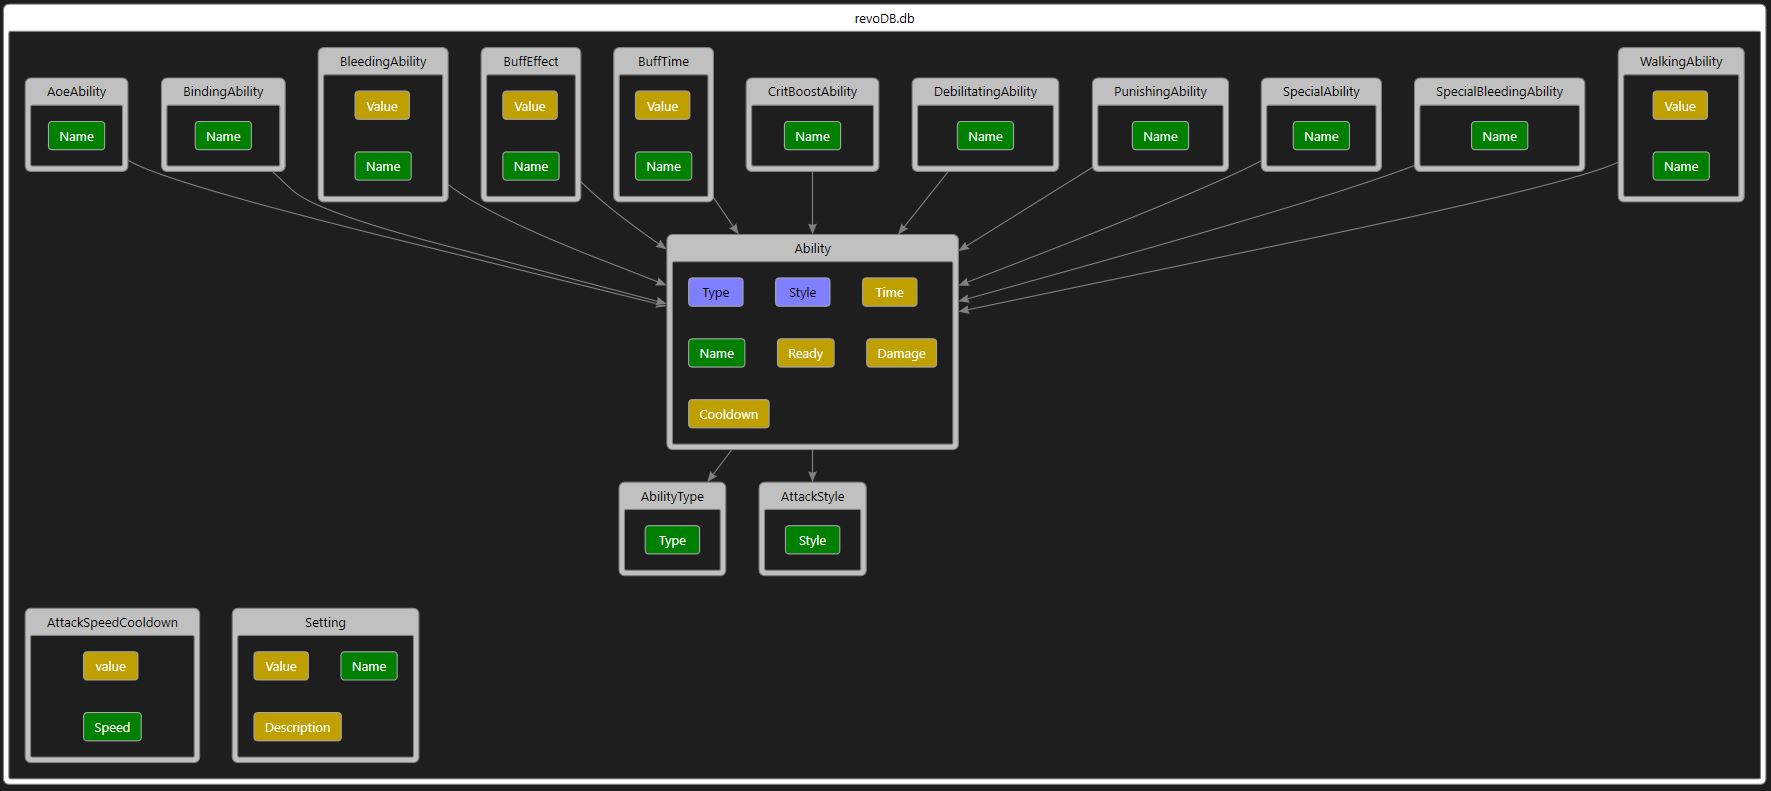 revoDB.db
AoeAbility
Name
BindingAbility
Name
BleedingAbility
Value
Name
BuffEffect
Value
Name
BuffTime
Value
Name
CritBoostAbility
Name
DebilitatingAbility
Name
PunishingAbility
Name
SpecialAbility
Name
SpecialBleedingAbility
Name
WalkingAbility
Value
Name
Ability
Type Style Time
Name Ready Damage
Cooldown
AbilityType
Type
AttackStyle
Style
AttackSpeedCooldown
value
Speed
Setting
Value Name
Description